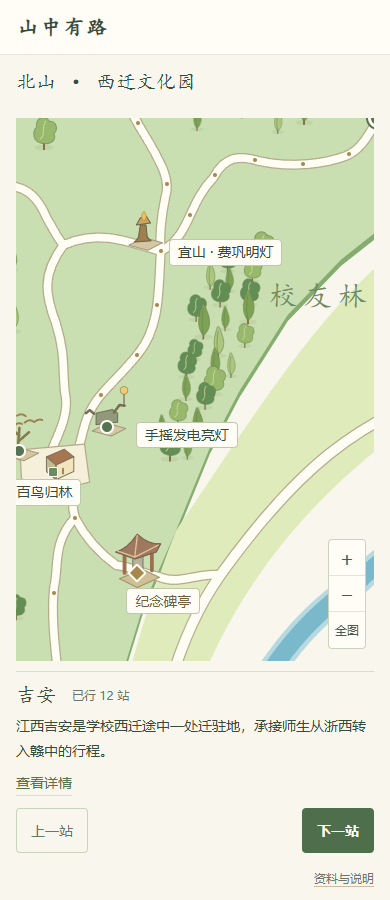 山中有路
北山 • 西迁文化园
宜山 · 费巩明灯
校友林
手摇发电亮灯
百鸟归林
纪念碑亭
+
−
全图
吉安 已行 12 站
江西吉安是学校西迁途中一处迁驻地，承接师生从浙西转
入赣中的行程。
查看详情
上一站 下一站
资料与说明